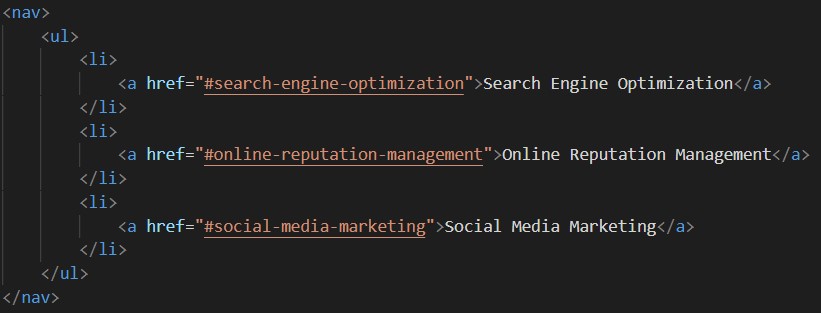 <nav>
<ul>
<li>
<a href="#search-engine-optimization">Search Engine Optimization</a>
</li>
<li>
<a href="#online-reputation-management">Online Reputation Management</a>
</li>
<li>
<a href="#social-media-marketing">Social Media Marketing</a>
</li>
</ul>
</nav>